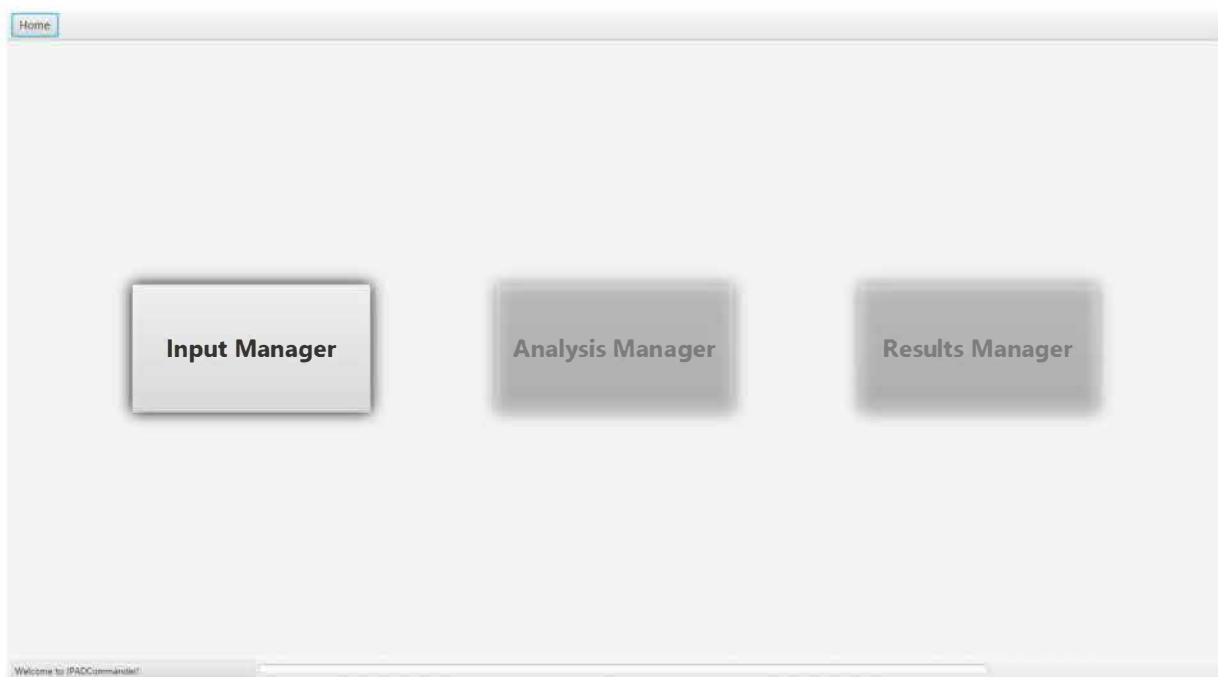 Home
Input Manager
Analysis Manager
Results Manager
Welcome to JPADCommander!